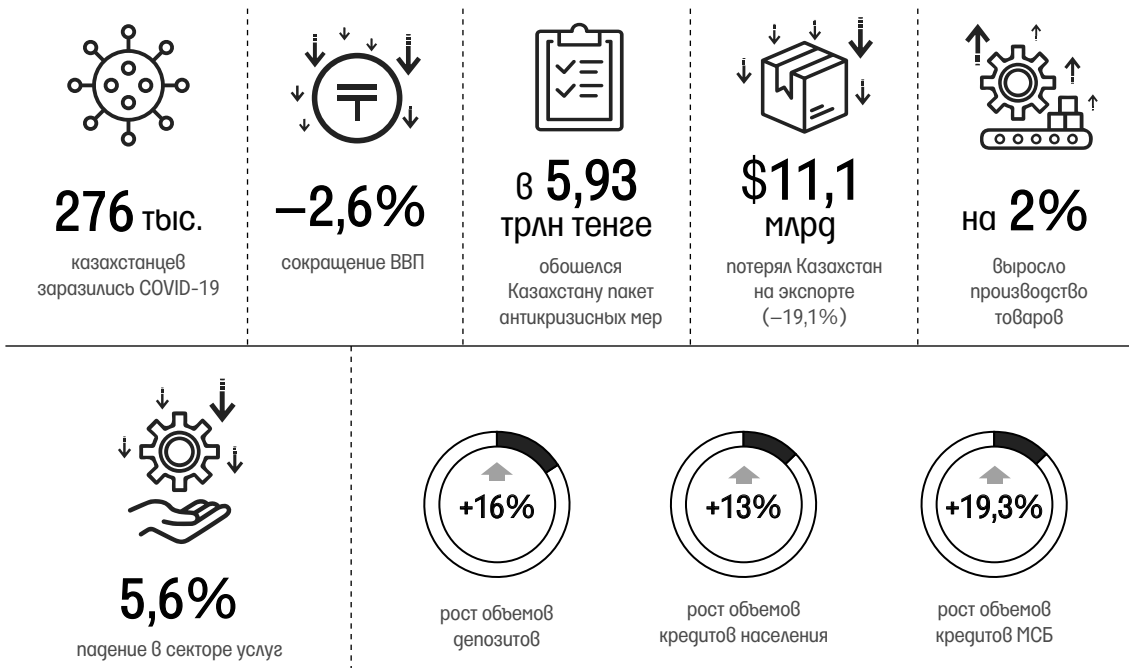 276 тыс.
казахстанцев
заразились COVID-19
–2,6%
сокращение ВВП
в 5,93
трлн тенге
обошелся
Казахстану пакет
антикризисных мер
$11,1
млрд
потерял Казахстан
на экспорте
(–19,1%)
на 2%
выросло
производство
товаров
5,6%
падение в секторе услуг
+16%
рост объемов
депозитов
+13%
рост объемов
кредитов населения
+19,3%
рост объемов
кредитов МСБ